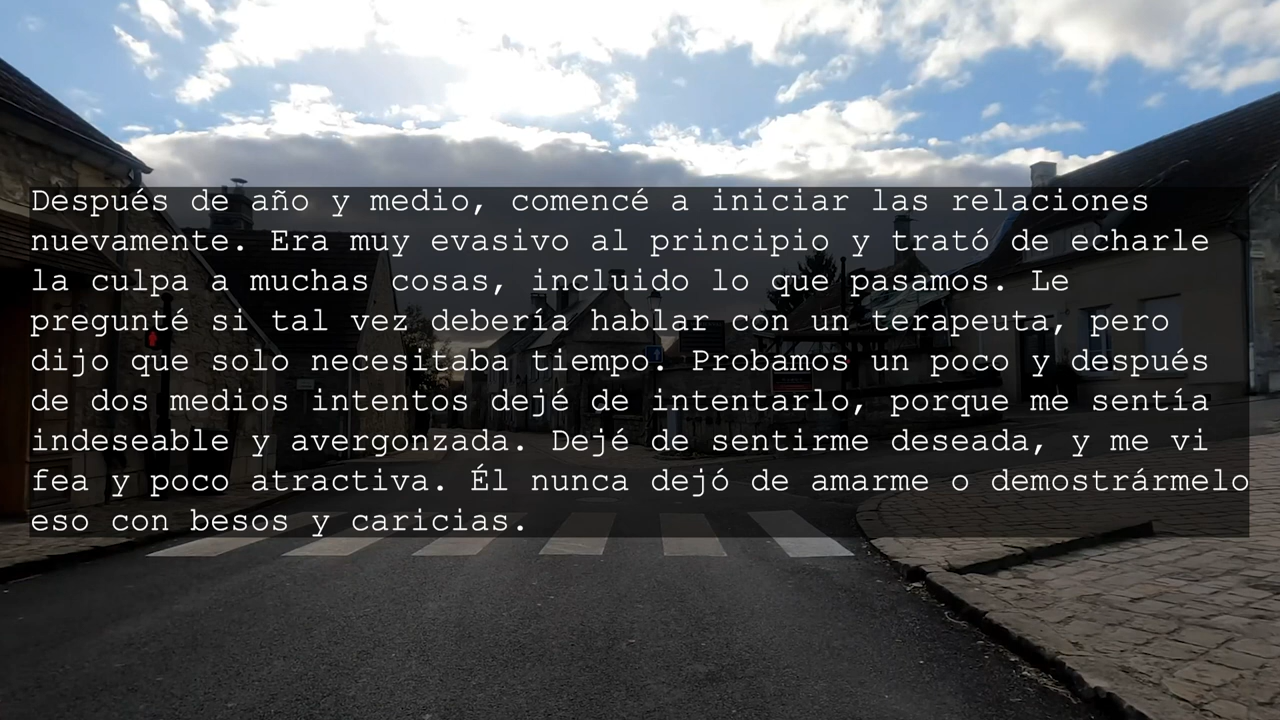 Después de año y medio, comencé a iniciar las relaciones
nuevamente. Era muy evasivo al principio y trató de echarle
la culpa a muchas cosas, incluido lo que pasamos. Le
pregunté si tal vez debería hablar con un terapeuta, pero
dijo que solo necesitaba tiempo. Probamos un poco y después
de dos medios intentos dejé de intentarlo, porque me sentía
indeseable y avergonzada. Dejé de sentirme deseada, y me vi
fea y poco atractiva. Él nunca dejó de amarme o demostrármelo
eso con besos y caricias.